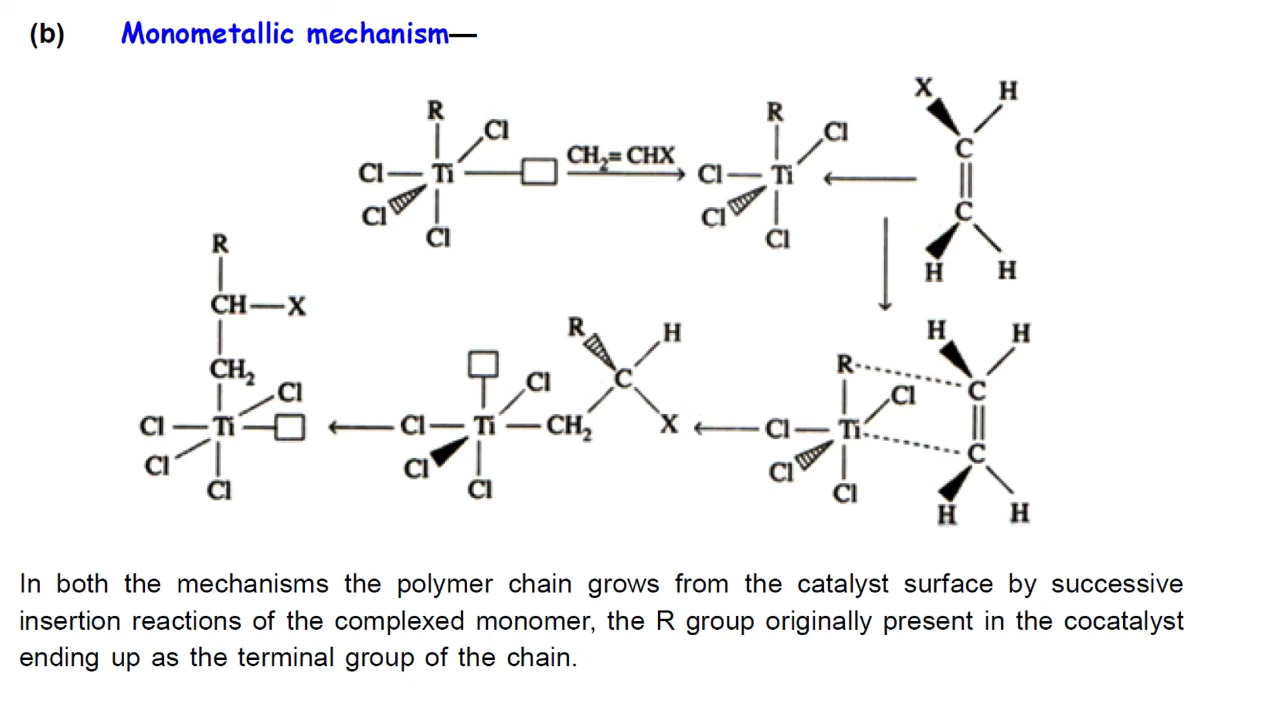 (b) Monometallic mechanism—
R Cl X H
Cl — Ti — □ CH₂= CHX Cl — Ti C
Cl Cl C
Cl Cl H H
R
CH — X
CH₂ □ Cl R H R H H
Cl Cl C Cl C
Cl — Ti — □ Cl — Ti — CH₂ X Cl — Ti C
Cl Cl Cl
Cl Cl Cl H H
In both the mechanisms the polymer chain grows from the catalyst surface by successive
insertion reactions of the complexed monomer, the R group originally present in the cocatalyst
ending up as the terminal group of the chain.